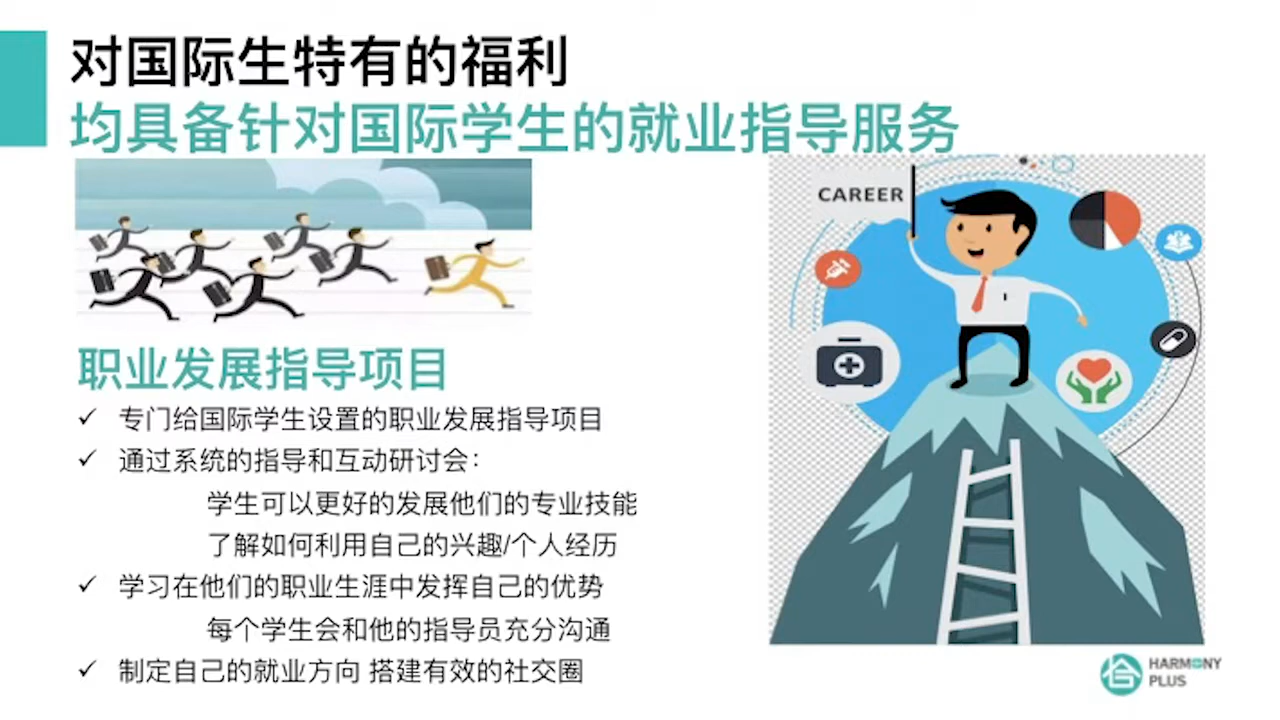 对国际生特有的福利
均具备针对国际学生的就业指导服务
CAREER
职业发展指导项目
✓ 专门给国际学生设置的职业发展指导项目
✓ 通过系统的指导和互动研讨会：
学生可以更好的发展他们的专业技能
了解如何利用自己的兴趣/个人经历
✓ 学习在他们的职业生涯中发挥自己的优势
每个学生会和他的指导员充分沟通
✓ 制定自己的就业方向 搭建有效的社交圈
HARMONY
PLUS